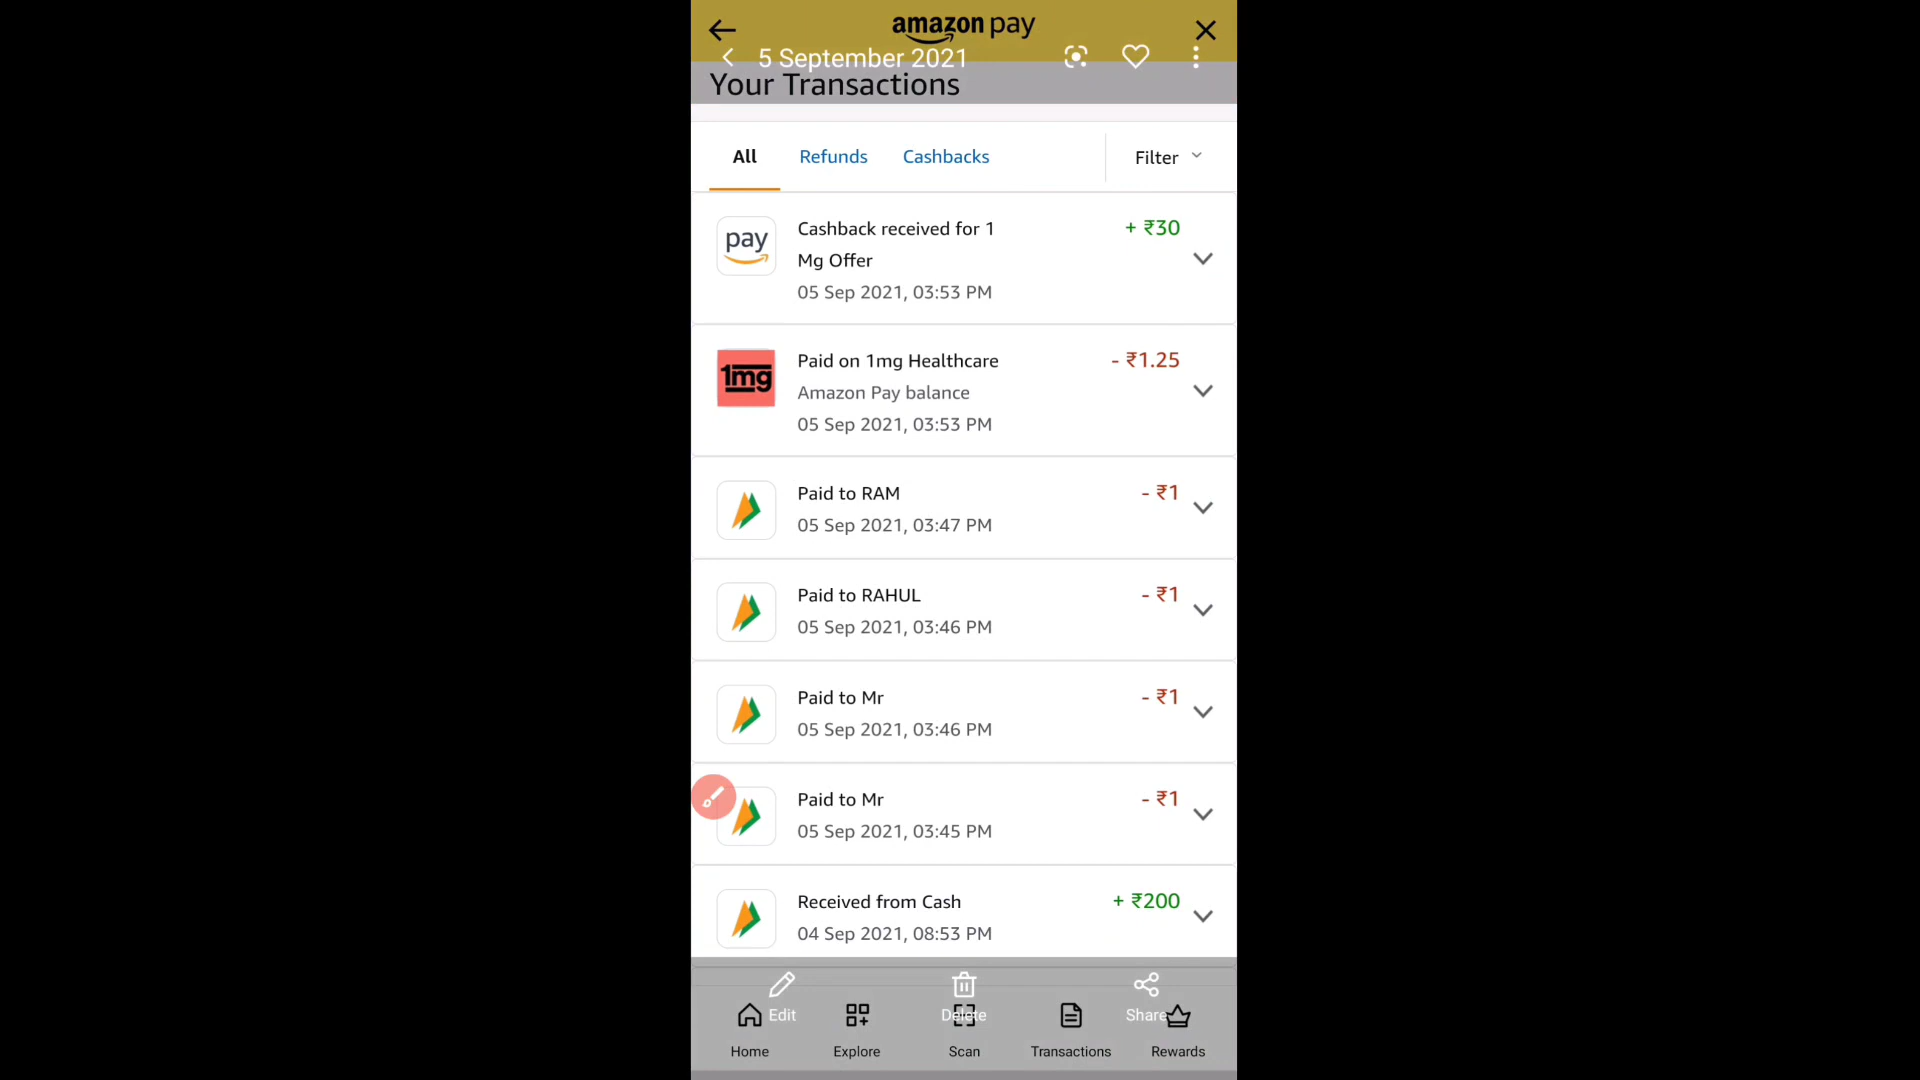 amazon pay
5 September 2021
Your Transactions
All Refunds Cashbacks Filter
pay
Cashback received for 1 + ₹30
Mg Offer
05 Sep 2021, 03:53 PM
1mg
Paid on 1mg Healthcare - ₹1.25
Amazon Pay balance
05 Sep 2021, 03:53 PM
Paid to RAM - ₹1
05 Sep 2021, 03:47 PM
Paid to RAHUL - ₹1
05 Sep 2021, 03:46 PM
Paid to Mr - ₹1
05 Sep 2021, 03:46 PM
Paid to Mr - ₹1
05 Sep 2021, 03:45 PM
Received from Cash + ₹200
04 Sep 2021, 08:53 PM
Edit Delete Share
Home Explore Scan Transactions Rewards